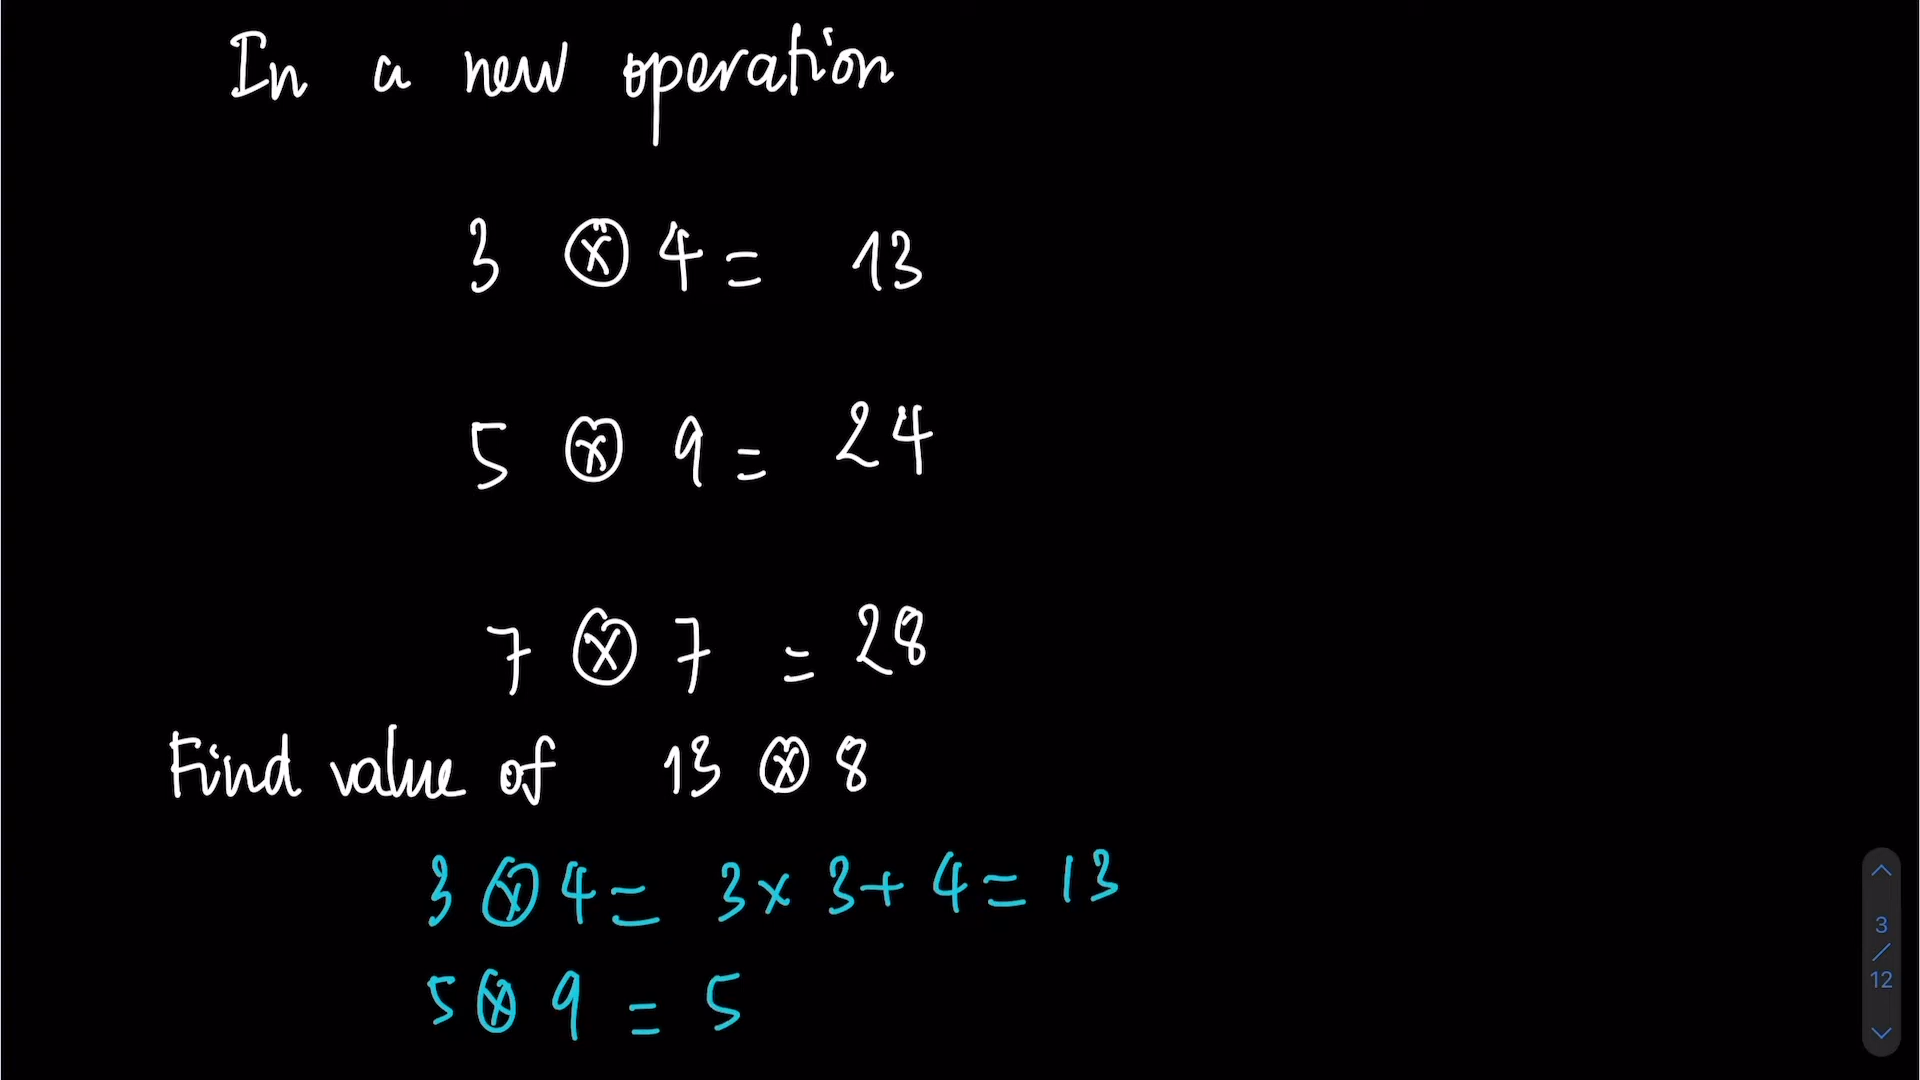 In a new operation
3 ⊗ 4 = 13
5 ⊗ 9 = 24
7 ⊗ 7 = 28
Find value of 13 ⊗ 8
3 ⊗ 4 = 3 × 3 + 4 = 13
5 ⊗ 9 = 5
3
/
12